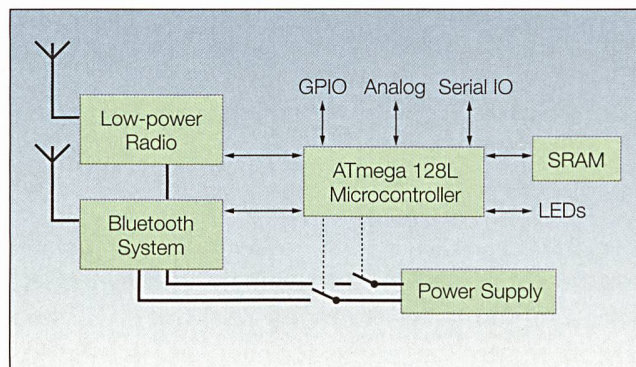 GPIO Analog Serial IO
Low-power
Radio
ATmega 128L
Microcontroller
SRAM
LEDs
Bluetooth
System
Power Supply